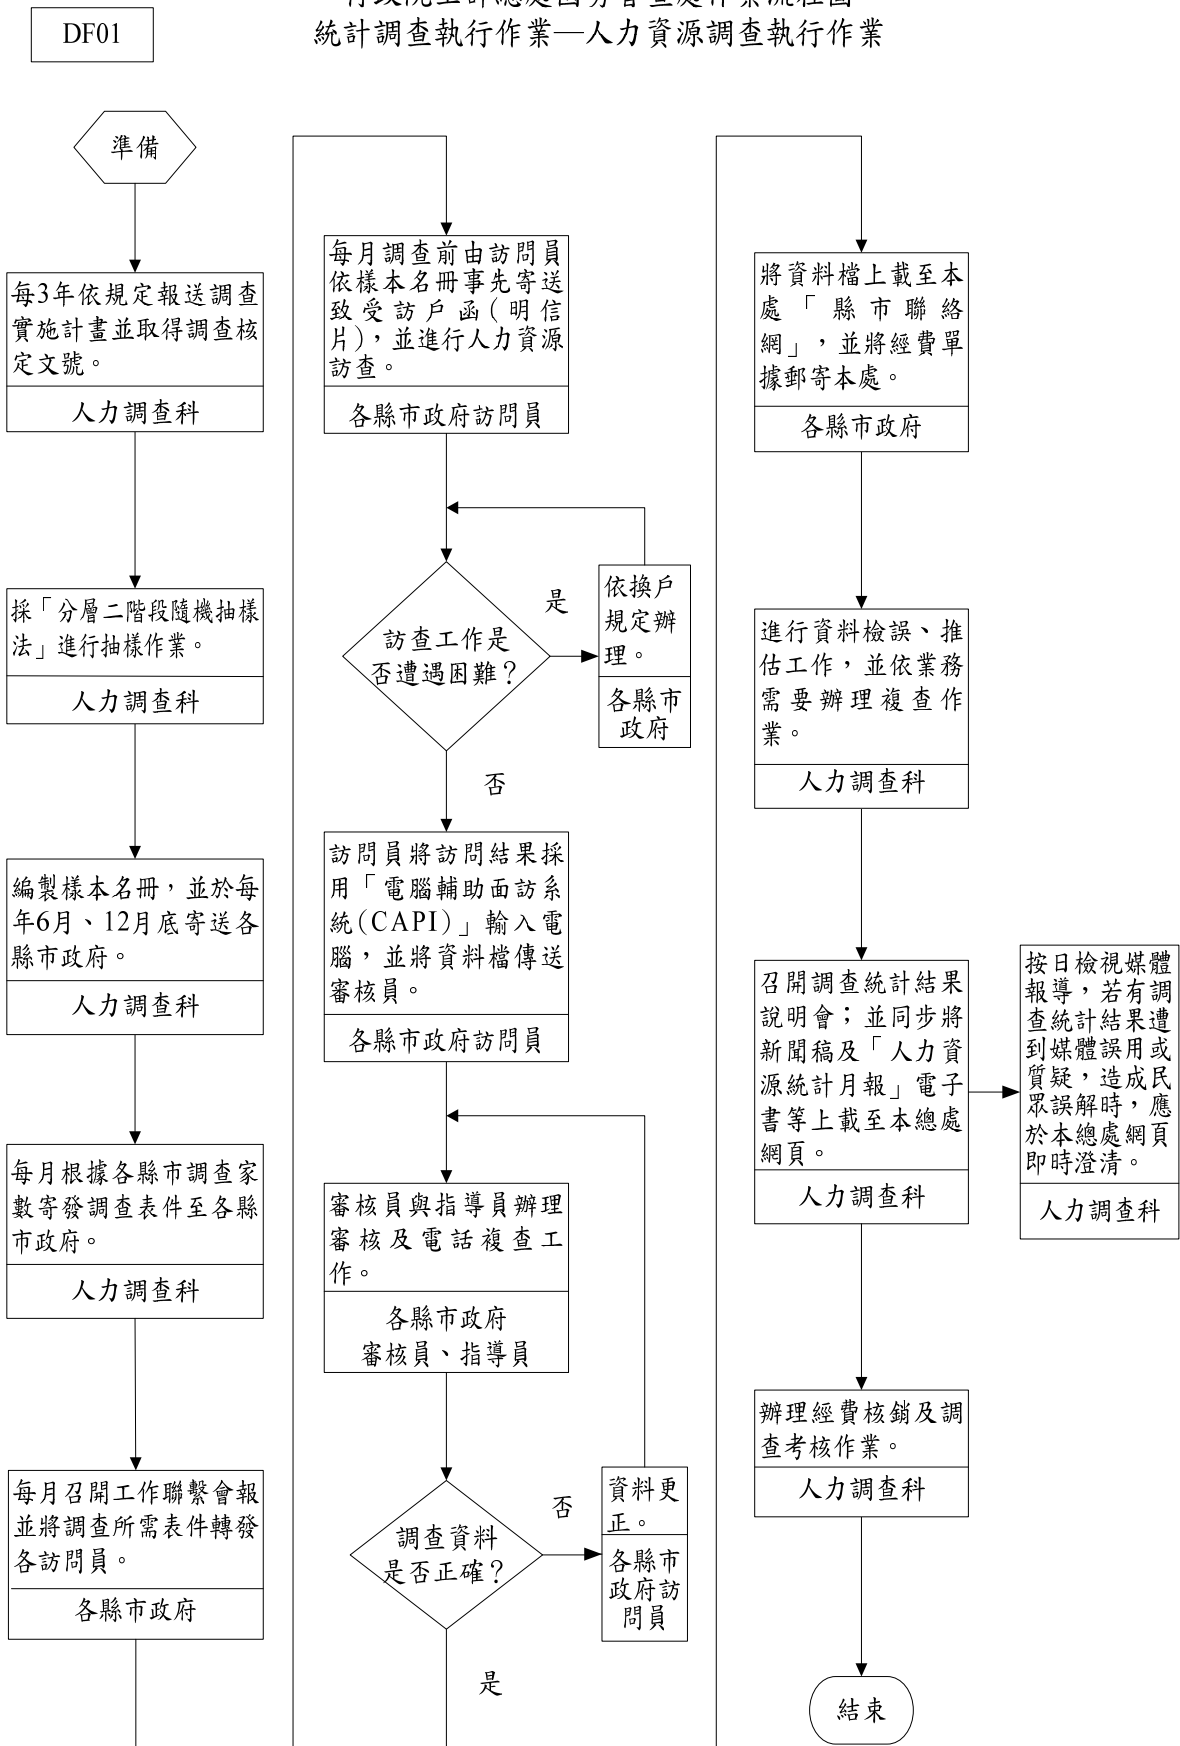 DF01
統計調查執行作業—人力資源調查執行作業
準備
每3年依規定報送調查
實施計畫並取得調查核
定文號。
人力調查科
採「分層二階段隨機抽樣
法」進行抽樣作業。
人力調查科
編製樣本名冊，並於每
年6月、12月底寄送各
縣市政府。
人力調查科
每月根據各縣市調查家
數寄發調查表件至各縣
市政府。
人力調查科
每月召開工作聯繫會報
並將調查所需表件轉發
各訪問員。
各縣市政府
每月調查前由訪問員
依樣本名冊事先寄送
致受訪戶函(明信
片)，並進行人力資源
訪查。
各縣市政府訪問員
訪查工作是
否遭遇困難？
是
依換戶
規定辦
理。
各縣市
政府
否
訪問員將訪問結果採
用「電腦輔助面訪系
統(CAPI)」輸入電
腦，並將資料檔傳送
審核員。
各縣市政府訪問員
審核員與指導員辦理
審核及電話複查工
作。
各縣市政府
審核員、指導員
調查資料
是否正確？
否
資料更
正。
各縣市
政府訪
問員
是
將資料檔上載至本
處「縣市聯絡
網」，並將經費單
據郵寄本處。
各縣市政府
進行資料檢誤、推
估工作，並依業務
需要辦理複查作
業。
人力調查科
召開調查統計結果
說明會；並同步將
新聞稿及「人力資
源統計月報」電子
書等上載至本總處
網頁。
人力調查科
按日檢視媒體
報導，若有調
查統計結果遭
到媒體誤用或
質疑，造成民
眾誤解時，應
於本總處網頁
即時澄清。
人力調查科
辦理經費核銷及調
查考核作業。
人力調查科
結束